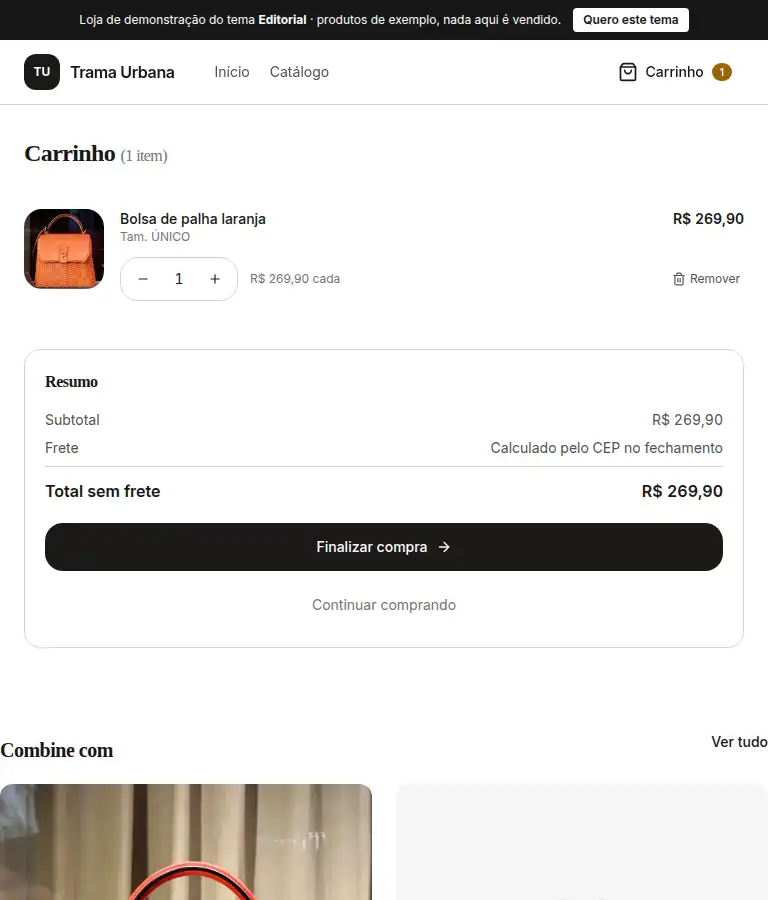 Loja de demonstração do tema Editorial · produtos de exemplo, nada aqui é vendido. Quero este tema
TU Trama Urbana Início Catálogo Carrinho 1
Carrinho (1 item)
Bolsa de palha laranja R$ 269,90
Tam. ÚNICO
− 1 + R$ 269,90 cada Remover
Resumo
Subtotal R$ 269,90
Frete Calculado pelo CEP no fechamento
Total sem frete R$ 269,90
Finalizar compra →
Continuar comprando
Combine com Ver tudo